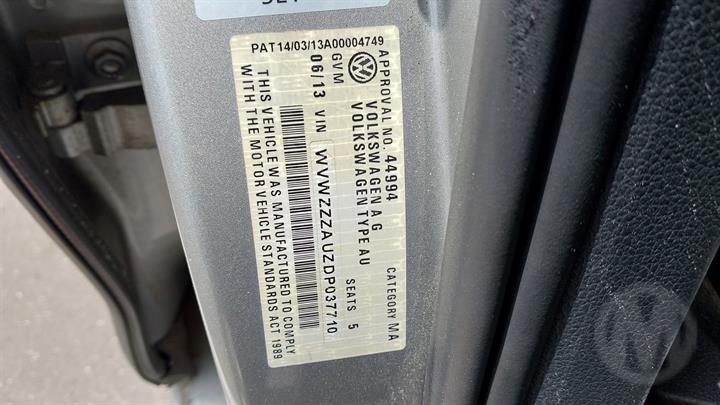 PAT14/03/13A00004749
APPROVAL NO. 44994
VOLKSWAGEN A G
VOLKSWAGEN TYPE AU
CATEGORY MA
GVM
SEATS 5
06/13 VIN WVWZZZAUZDP037710
THIS VEHICLE WAS MANUFACTURED TO COMPLY
WITH THE MOTOR VEHICLE STANDARDS ACT 1989